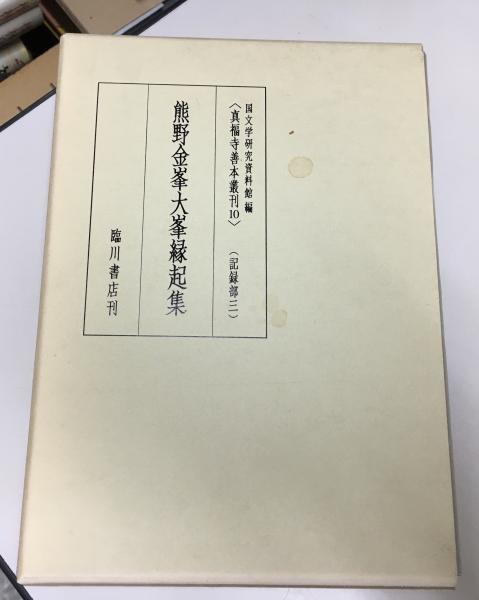 国文学研究資料館 編
〈真福寺善本叢刊10〉（記録部三）
熊野金峯大峯縁起集
臨川書店刊